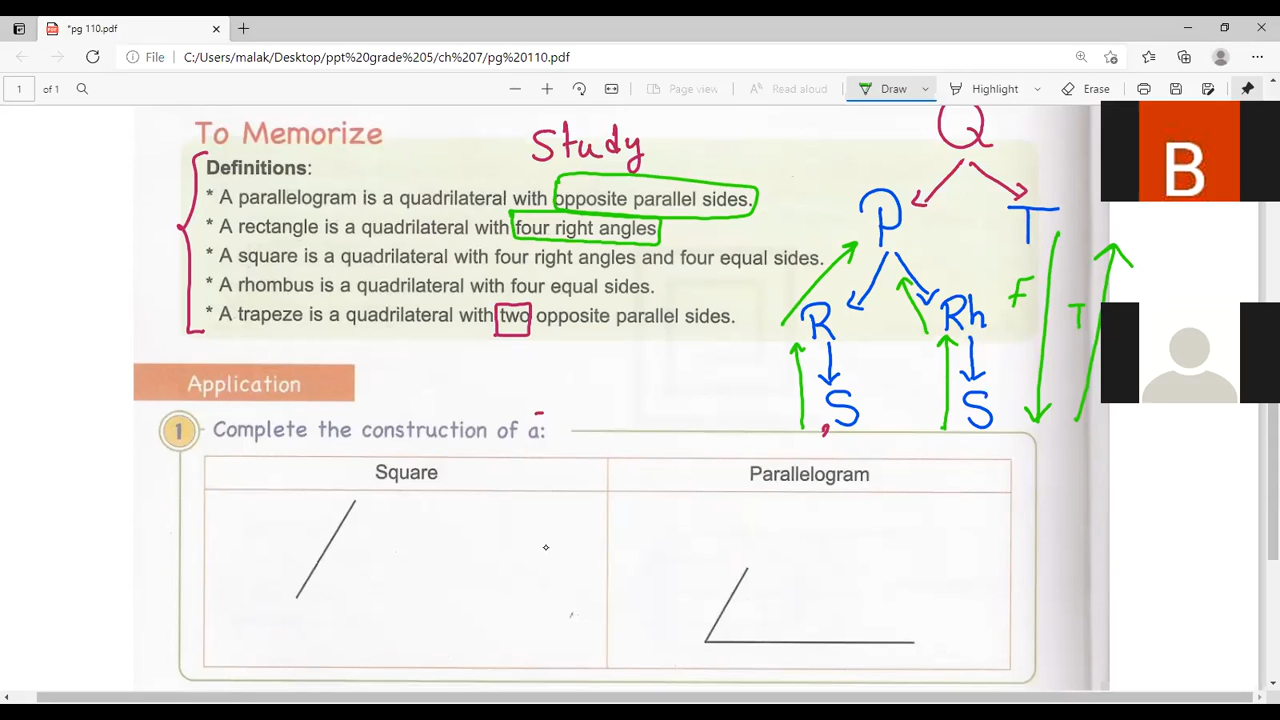 *pg 110.pdf
File
C:/Users/malak/Desktop/ppt%20grade%205/ch%207/pg%20110.pdf
1 of 1
Page view
Read aloud
Draw
Highlight
Erase
To Memorize
Study
Q
Definitions:
* A parallelogram is a quadrilateral with opposite parallel sides.
P T
* A rectangle is a quadrilateral with four right angles
* A square is a quadrilateral with four right angles and four equal sides.
* A rhombus is a quadrilateral with four equal sides.
F
* A trapeze is a quadrilateral with two opposite parallel sides.
R Rh T
Application
S S
1 Complete the construction of a:
Square Parallelogram
B